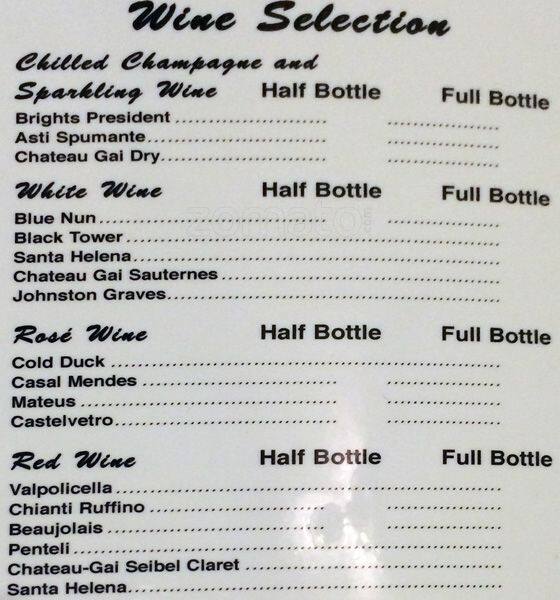 Wine Selection
Chilled Champagne and
Sparkling Wine Half Bottle Full Bottle
Brights President
Asti Spumante
Chateau Gai Dry
White Wine Half Bottle Full Bottle
Blue Nun
zomato
Black Tower
Santa Helena
Chateau Gai Sauternes
Johnston Graves
Rosé Wine Half Bottle Full Bottle
Cold Duck
Casal Mendes
Mateus
Castelvetro
Red Wine Half Bottle Full Bottle
Valpolicella
Chianti Ruffino
Beaujolais
Penteli
Chateau-Gai Seibel Claret
Santa Helena